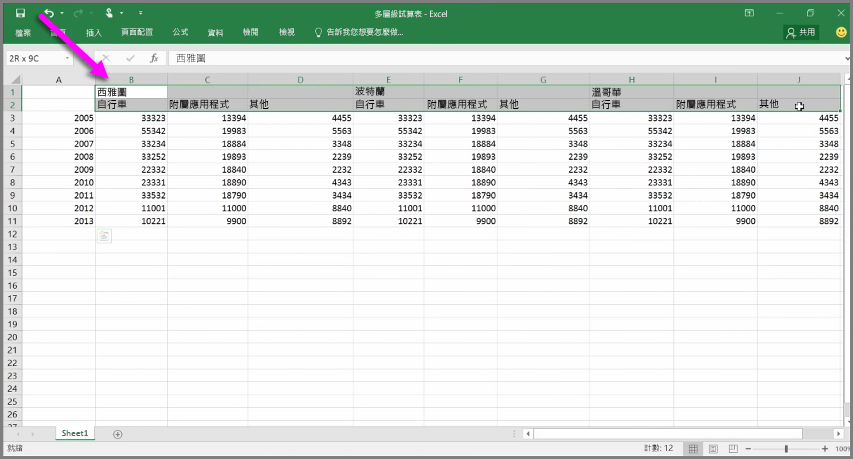 多層級試算表 - Excel
檔案 插入 頁面配置 公式 資料 校閱 檢視 告訴我您想要怎麼做... 共用
2R x 9C fx 西雅圖
A B C D E F G H I J
1 西雅圖 波特蘭 溫哥華
2 自行車 附屬應用程式 其他 自行車 附屬應用程式 其他 自行車 附屬應用程式 其他
3 2005 33323 13394 4455 33323 13394 4455 33323 13394 4455
4 2006 55342 19983 5563 55342 19983 5563 55342 19983 5563
5 2007 33234 18884 3348 33234 18884 3348 33234 18884 3348
6 2008 33252 19893 2239 33252 19893 2239 33252 19893 2239
7 2009 22332 18840 2232 22332 18840 2232 22332 18840 2232
8 2010 23331 18890 4343 23331 18890 4343 23331 18890 4343
9 2011 33532 18790 3434 33532 18790 3434 33532 18790 3434
10 2012 11001 11000 8840 11001 11000 8840 11001 11000 8840
11 2013 10221 9900 8892 10221 9900 8892 10221 9900 8892
12
13
14
15
16
17
18
19
20
21
22
23
24
25
26
Sheet1
就緒 計數: 12 100%